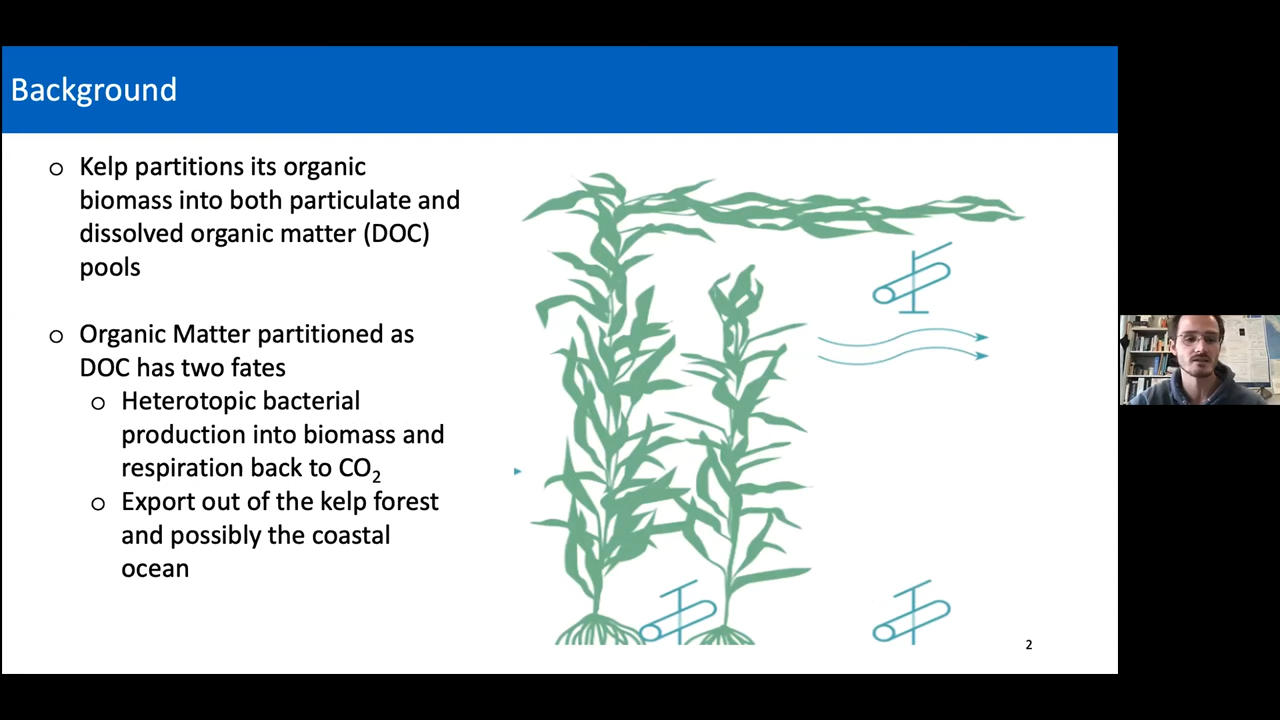 Background
o Kelp partitions its organic
biomass into both particulate and
dissolved organic matter (DOC)
pools
o Organic Matter partitioned as
DOC has two fates
o Heterotopic bacterial
production into biomass and
respiration back to CO₂
o Export out of the kelp forest
and possibly the coastal
ocean
2